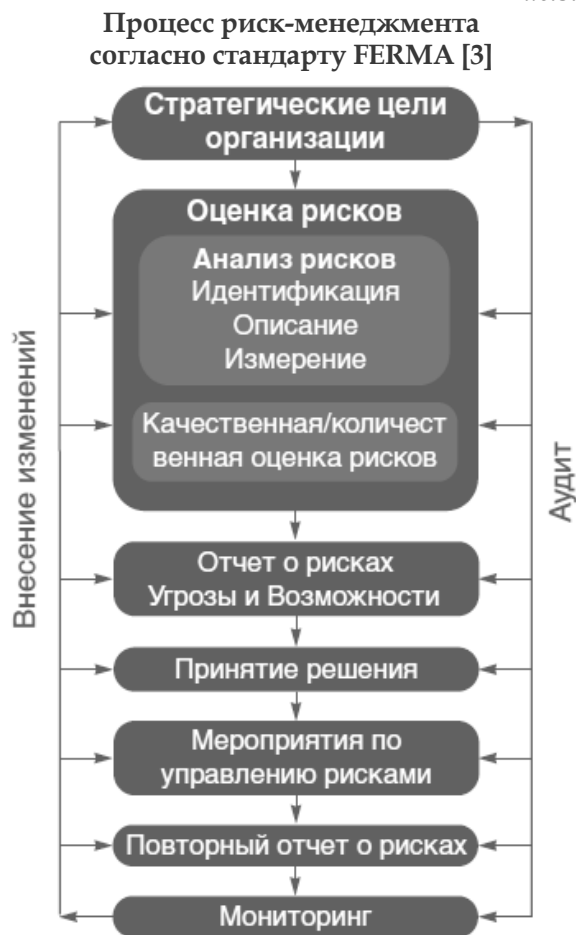 Процесс риск-менеджмента
согласно стандарту FERMA [3]
Стратегические цели
организации
Оценка рисков
Анализ рисков
Идентификация
Описание
Измерение
Качественная/количест
венная оценка рисков
Отчет о рисках
Угрозы и Возможности
Принятие решения
Мероприятия по
управлению рисками
Повторный отчет о рисках
Мониторинг
Внесение изменений
Аудит